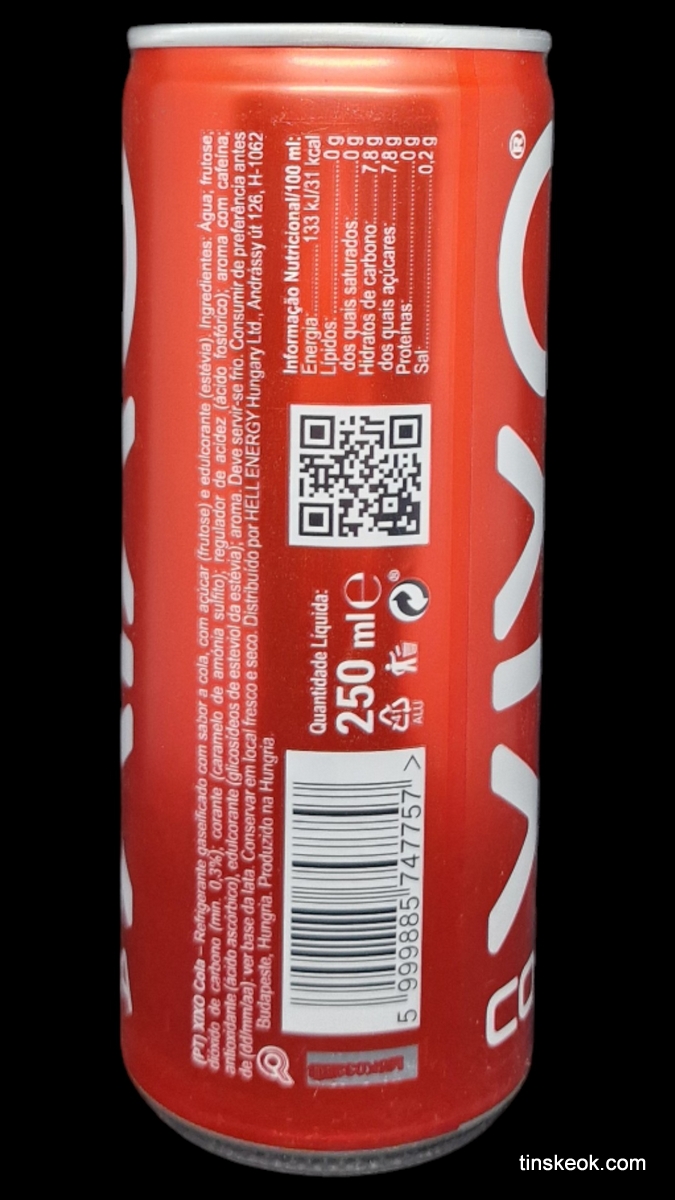 (PT) XIXO Cola – Refrigerante gaseificado com sabor a cola, com açúcar (frutose) e edulcorante (estévia). Ingredientes: Água; frutose;
dióxido de carbono (min. 0,3%); corante (caramelo de amónia sulfito); regulador de acidez (ácido fosfórico); aroma com cafeína;
antioxidante (ácido ascórbico), edulcorante (glicosídeos de esteviol da estévia); aroma. Deve servir-se frio. Consumir de preferência antes
de (dd/mm/aa): ver base da lata. Conservar em local fresco e seco. Distribuído por HELL ENERGY Hungary Ltd., Andrássy út 126, H-1062
Budapeste, Hungria. Produzido na Hungria.
5 999885 747757 >
Quantidade Líquida:
250 ml e
ALU
®
Informação Nutricional/100 ml:
Energia: 133 kJ/31 kcal
Lípidos: 0 g
dos quais saturados: 0 g
Hidratos de carbono: 7,8 g
dos quais açúcares: 7,8 g
Proteínas: 0 g
Sal: 0,2 g
XIXO®
tinskeok.com